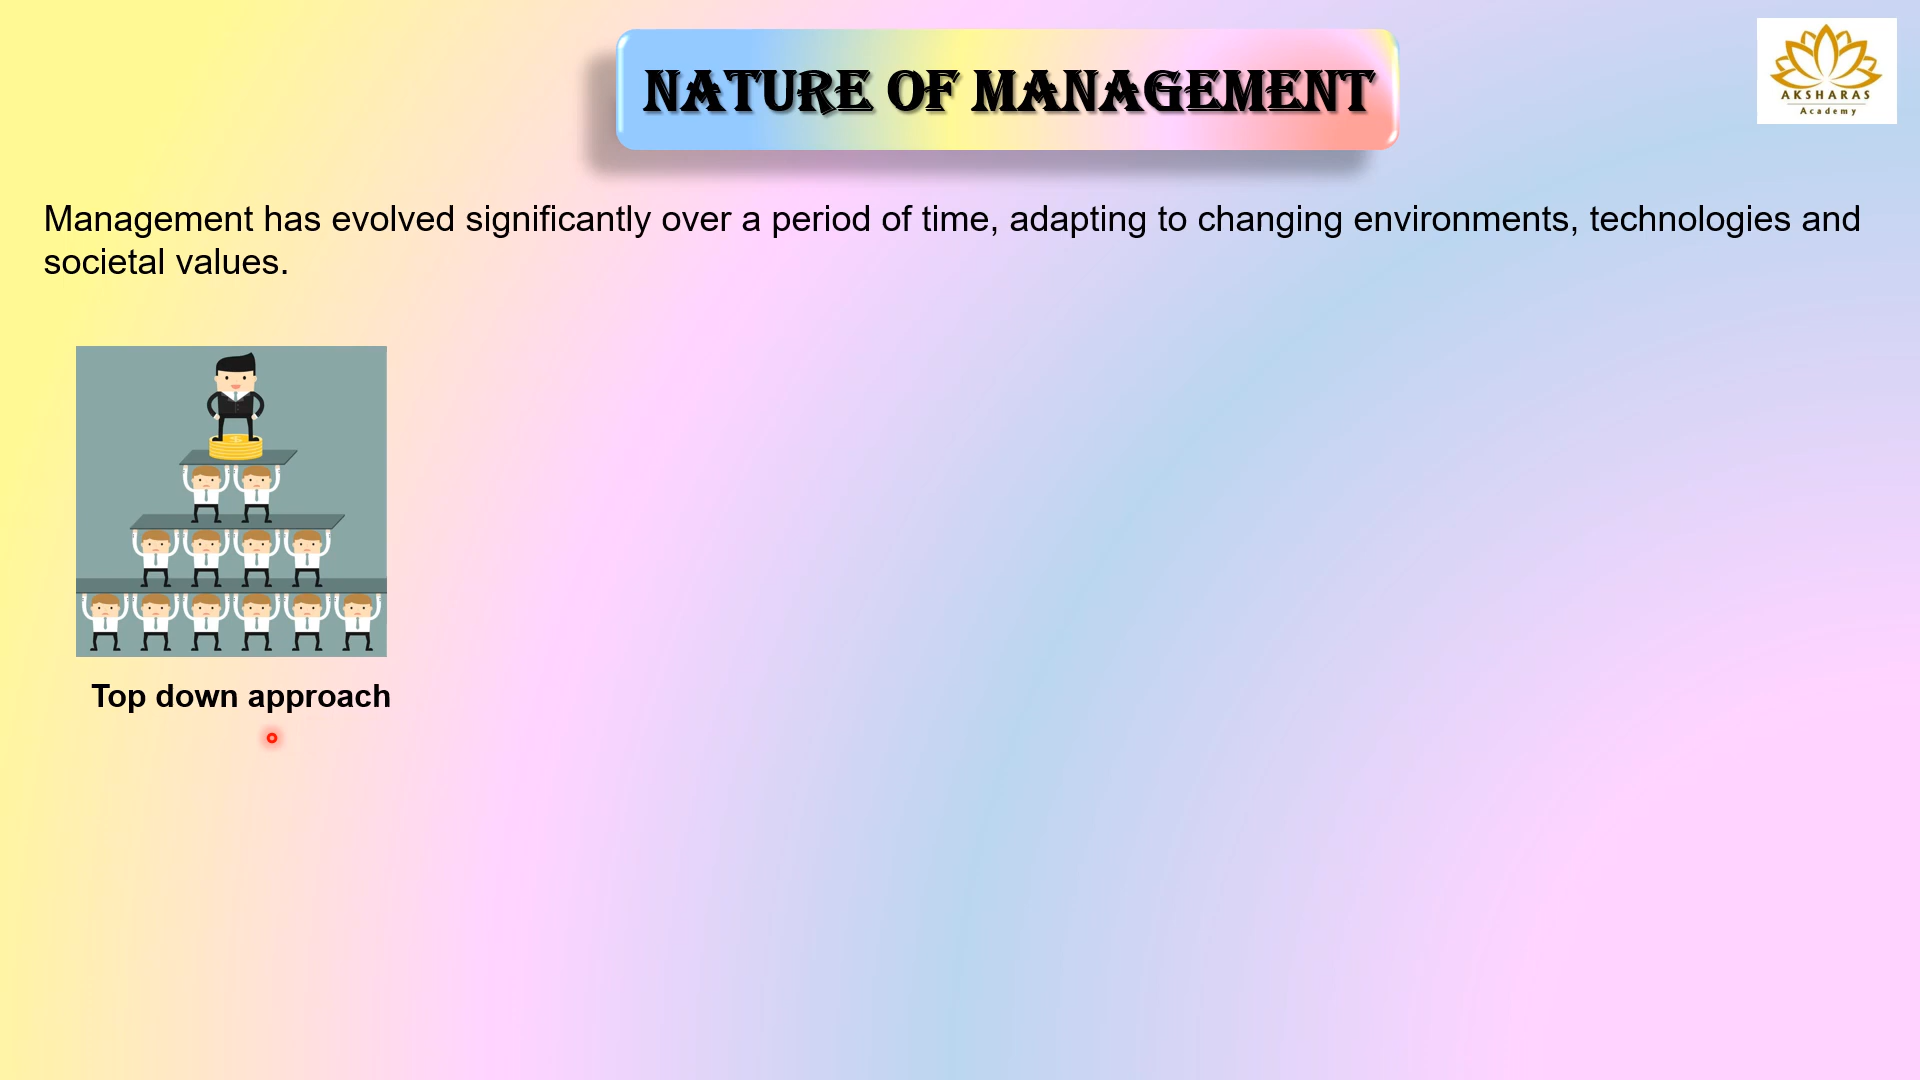 NATURE OF MANAGEMENT
AKSHARAS
Academy
Management has evolved significantly over a period of time, adapting to changing environments, technologies and
societal values.
Top down approach